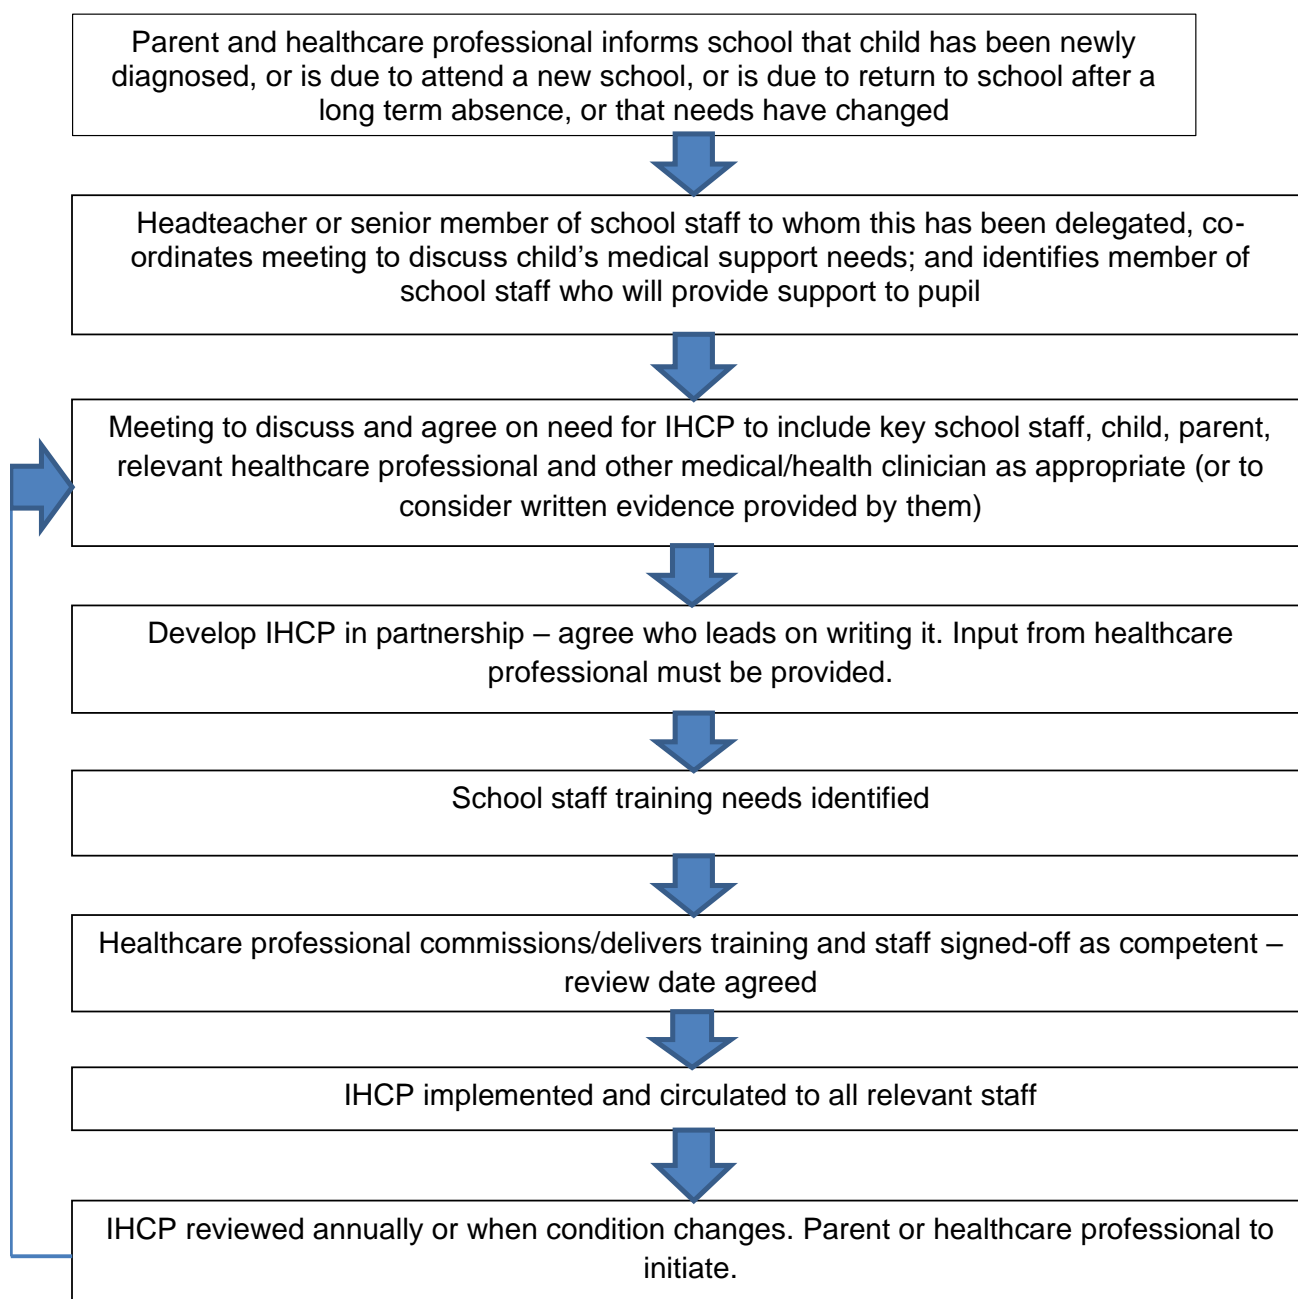 Parent and healthcare professional informs school that child has been newly
diagnosed, or is due to attend a new school, or is due to return to school after a
long term absence, or that needs have changed
Headteacher or senior member of school staff to whom this has been delegated, co-
ordinates meeting to discuss child’s medical support needs; and identifies member of
school staff who will provide support to pupil
Meeting to discuss and agree on need for IHCP to include key school staff, child, parent,
relevant healthcare professional and other medical/health clinician as appropriate (or to
consider written evidence provided by them)
Develop IHCP in partnership – agree who leads on writing it. Input from healthcare
professional must be provided.
School staff training needs identified
Healthcare professional commissions/delivers training and staff signed-off as competent –
review date agreed
IHCP implemented and circulated to all relevant staff
IHCP reviewed annually or when condition changes. Parent or healthcare professional to
initiate.